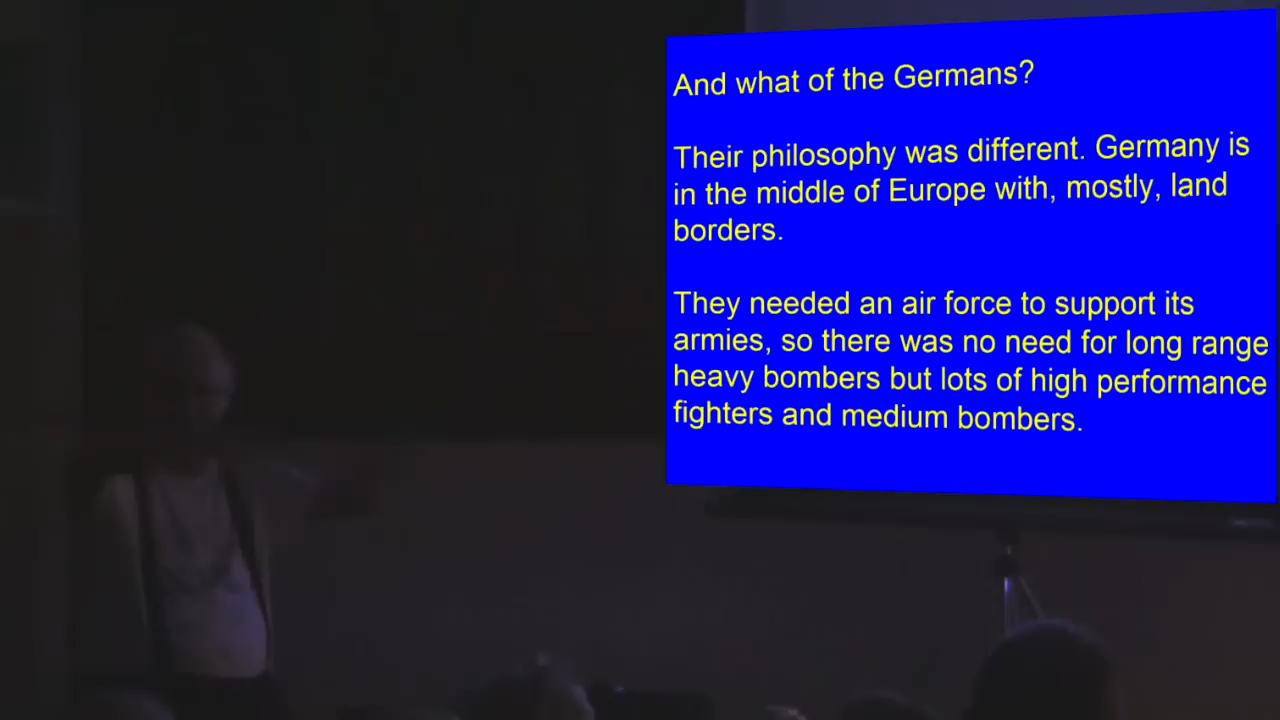 And what of the Germans?
Their philosophy was different. Germany is
in the middle of Europe with, mostly, land
borders.
They needed an air force to support its
armies, so there was no need for long range
heavy bombers but lots of high performance
fighters and medium bombers.